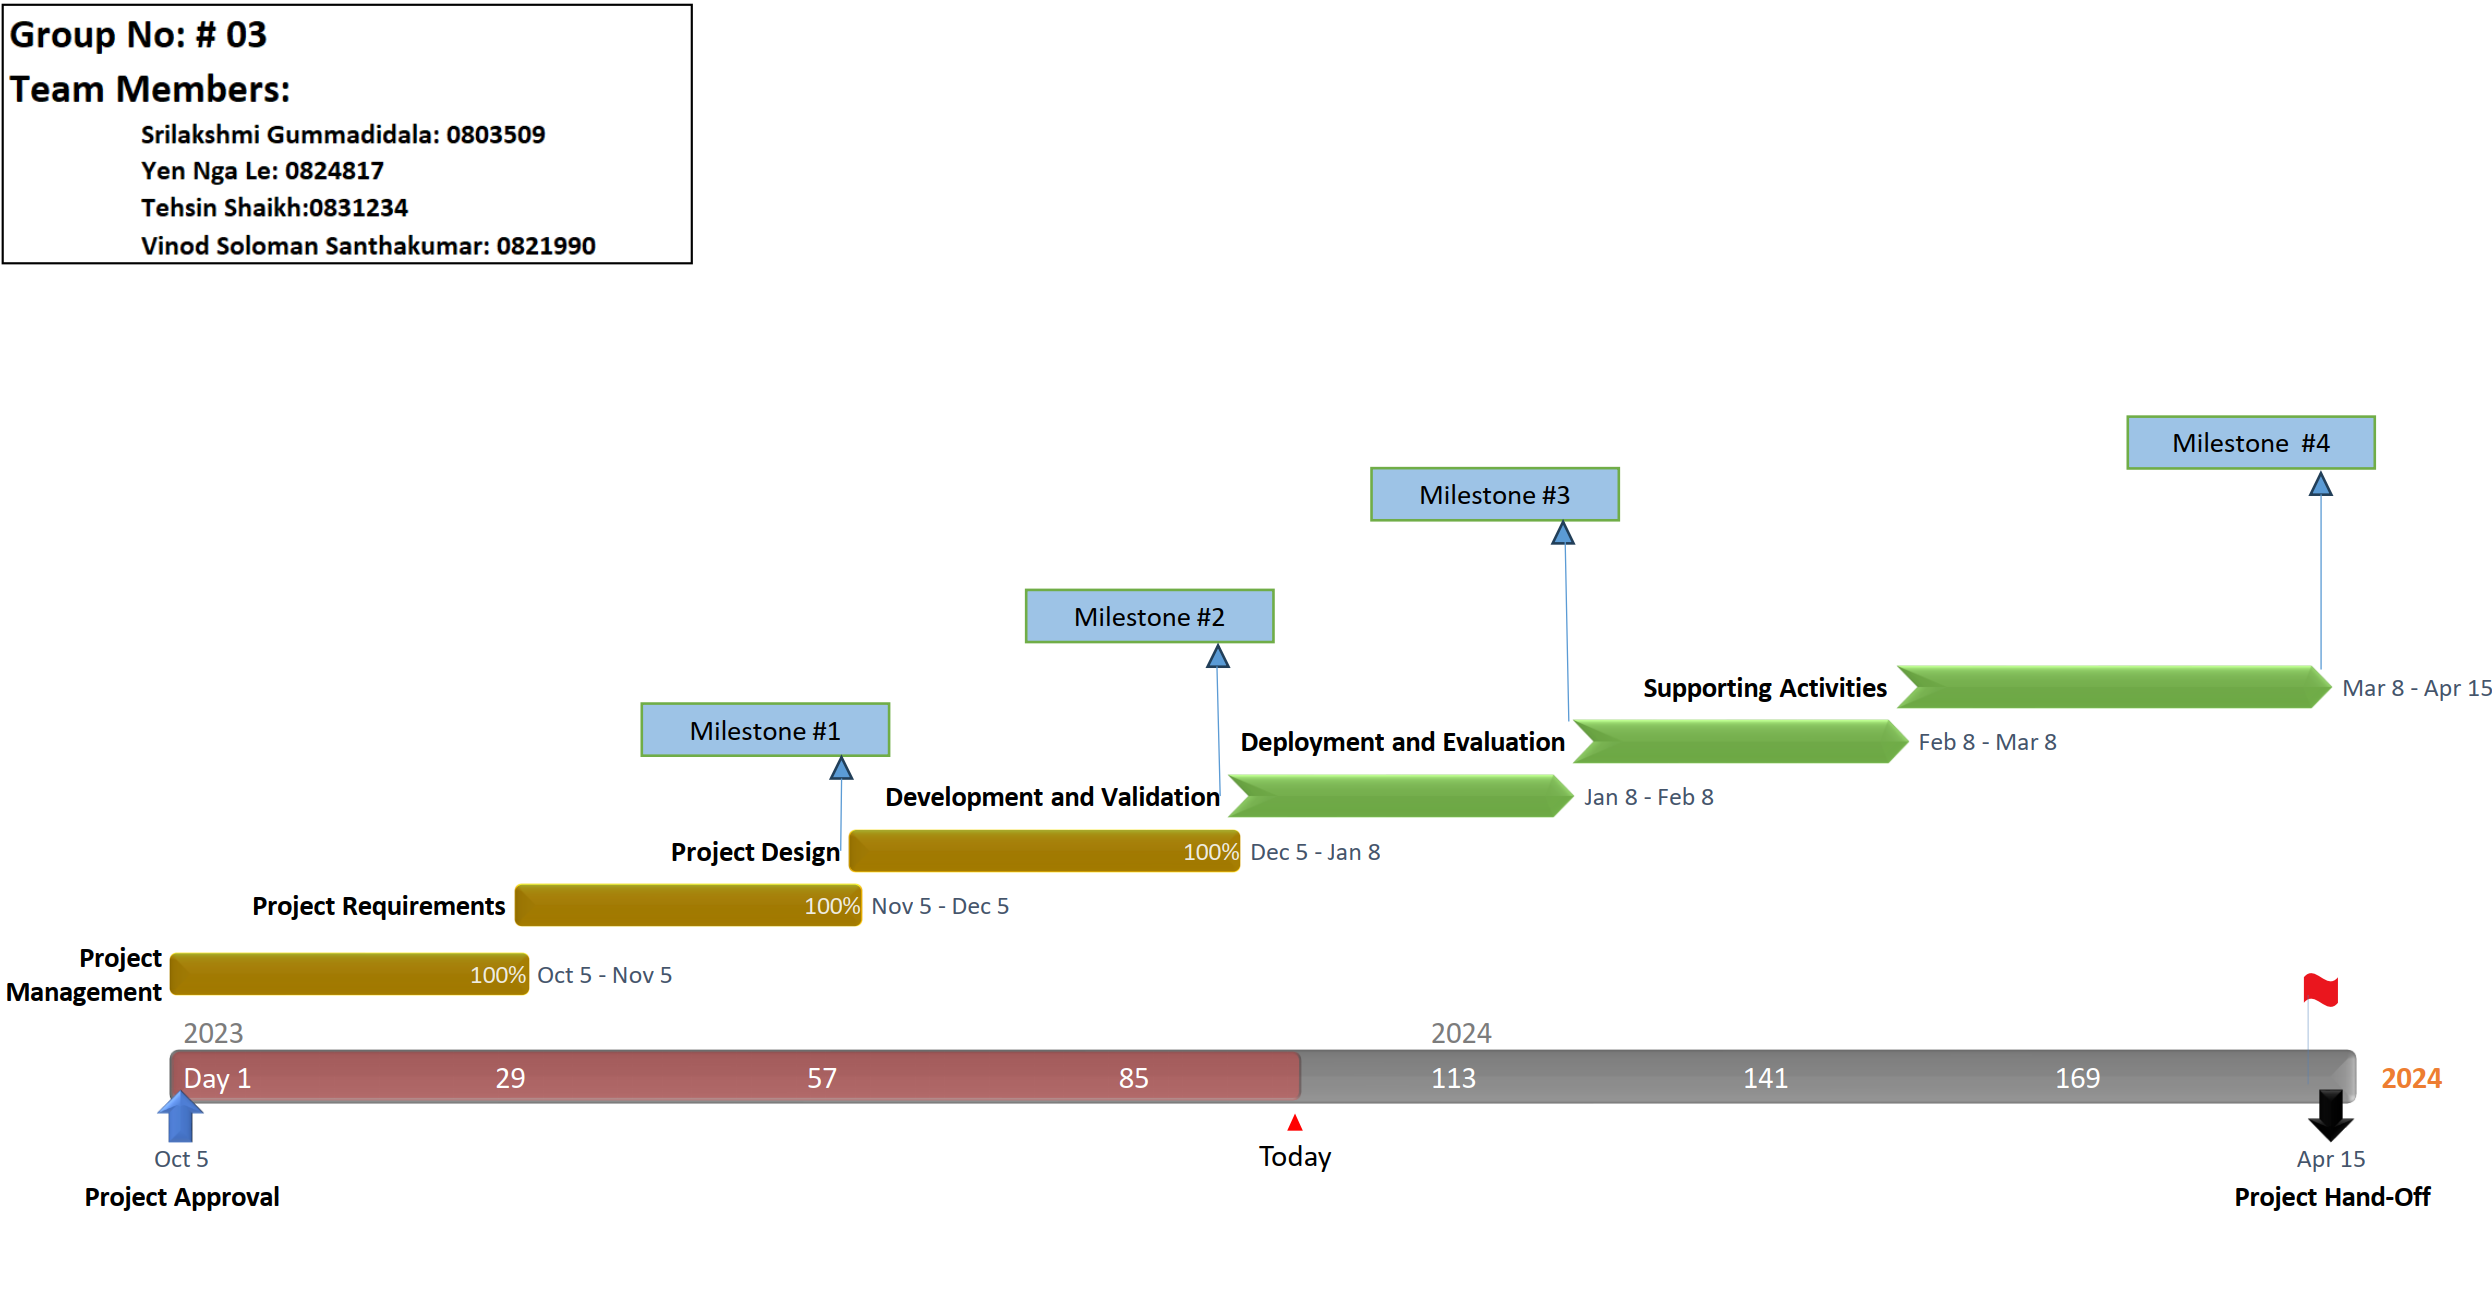 Group No: # 03
Team Members:
Srilakshmi Gummadidala: 0803509
Yen Nga Le: 0824817
Tehsin Shaikh:0831234
Vinod Soloman Santhakumar: 0821990
Milestone  #4
Milestone #3
Milestone #2
Supporting Activities
Mar 8 - Apr 15
Milestone #1
Deployment and Evaluation
Feb 8 - Mar 8
Development and Validation
Jan 8 - Feb 8
Project Design
100%
Dec 5 - Jan 8
Project Requirements
100%
Nov 5 - Dec 5
Project
Management
100%
Oct 5 - Nov 5
2023
2024
Day 1
29
57
85
113
141
169
2024
Today
Oct 5
Project Approval
Apr 15
Project Hand-Off